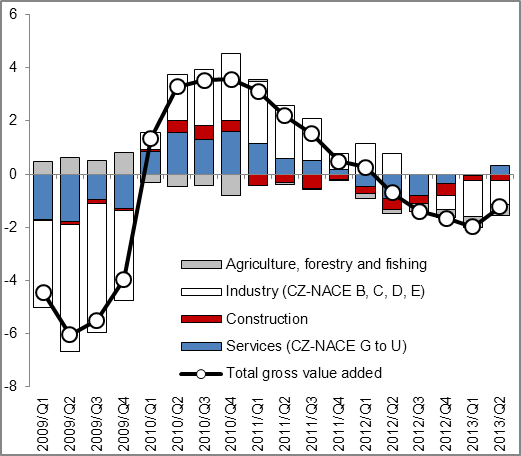 6
4
2
0
-2
-4
-6
-8
Agriculture, forestry and fishing
Industry (CZ-NACE B, C, D, E)
Construction
Services (CZ-NACE G to U)
Total gross value added
2009/Q1
2009/Q2
2009/Q3
2009/Q4
2010/Q1
2010/Q2
2010/Q3
2010/Q4
2011/Q1
2011/Q2
2011/Q3
2011/Q4
2012/Q1
2012/Q2
2012/Q3
2012/Q4
2013/Q1
2013/Q2